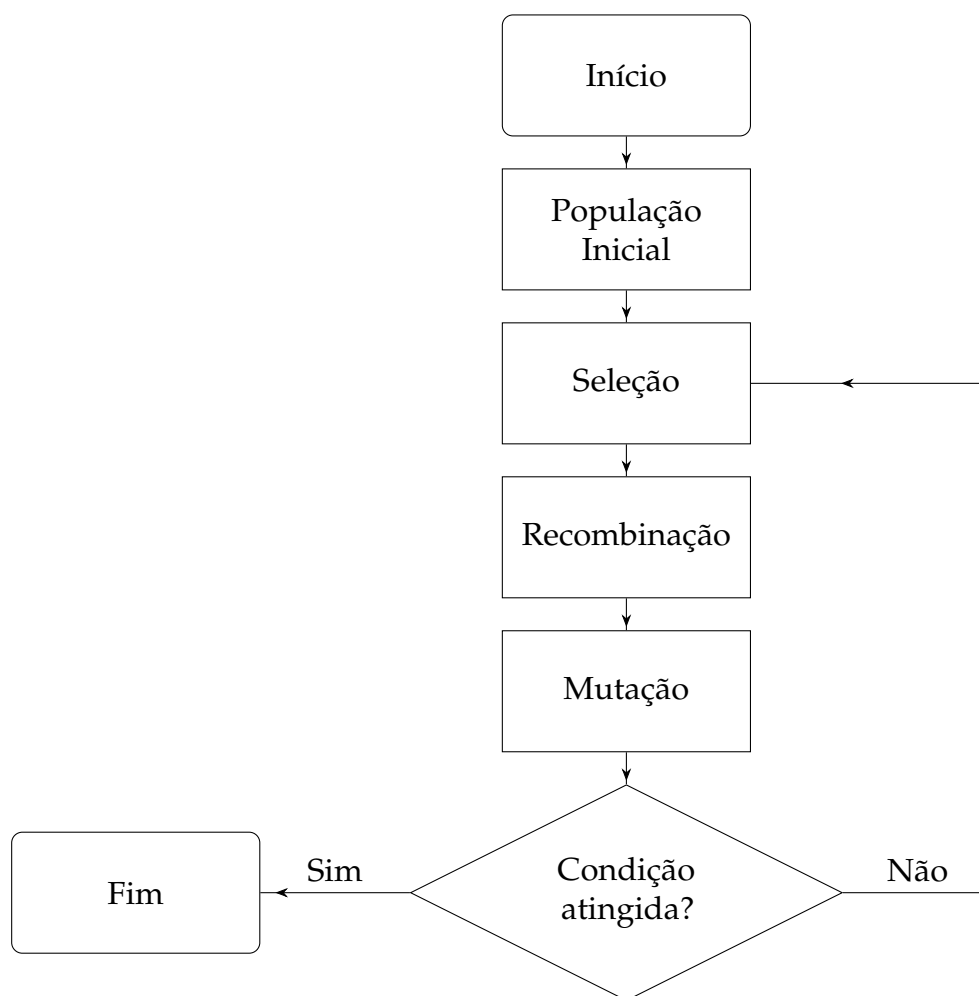 Início
População
Inicial
Seleção
Recombinação
Mutação
Condição
atingida?
Sim
Não
Fim